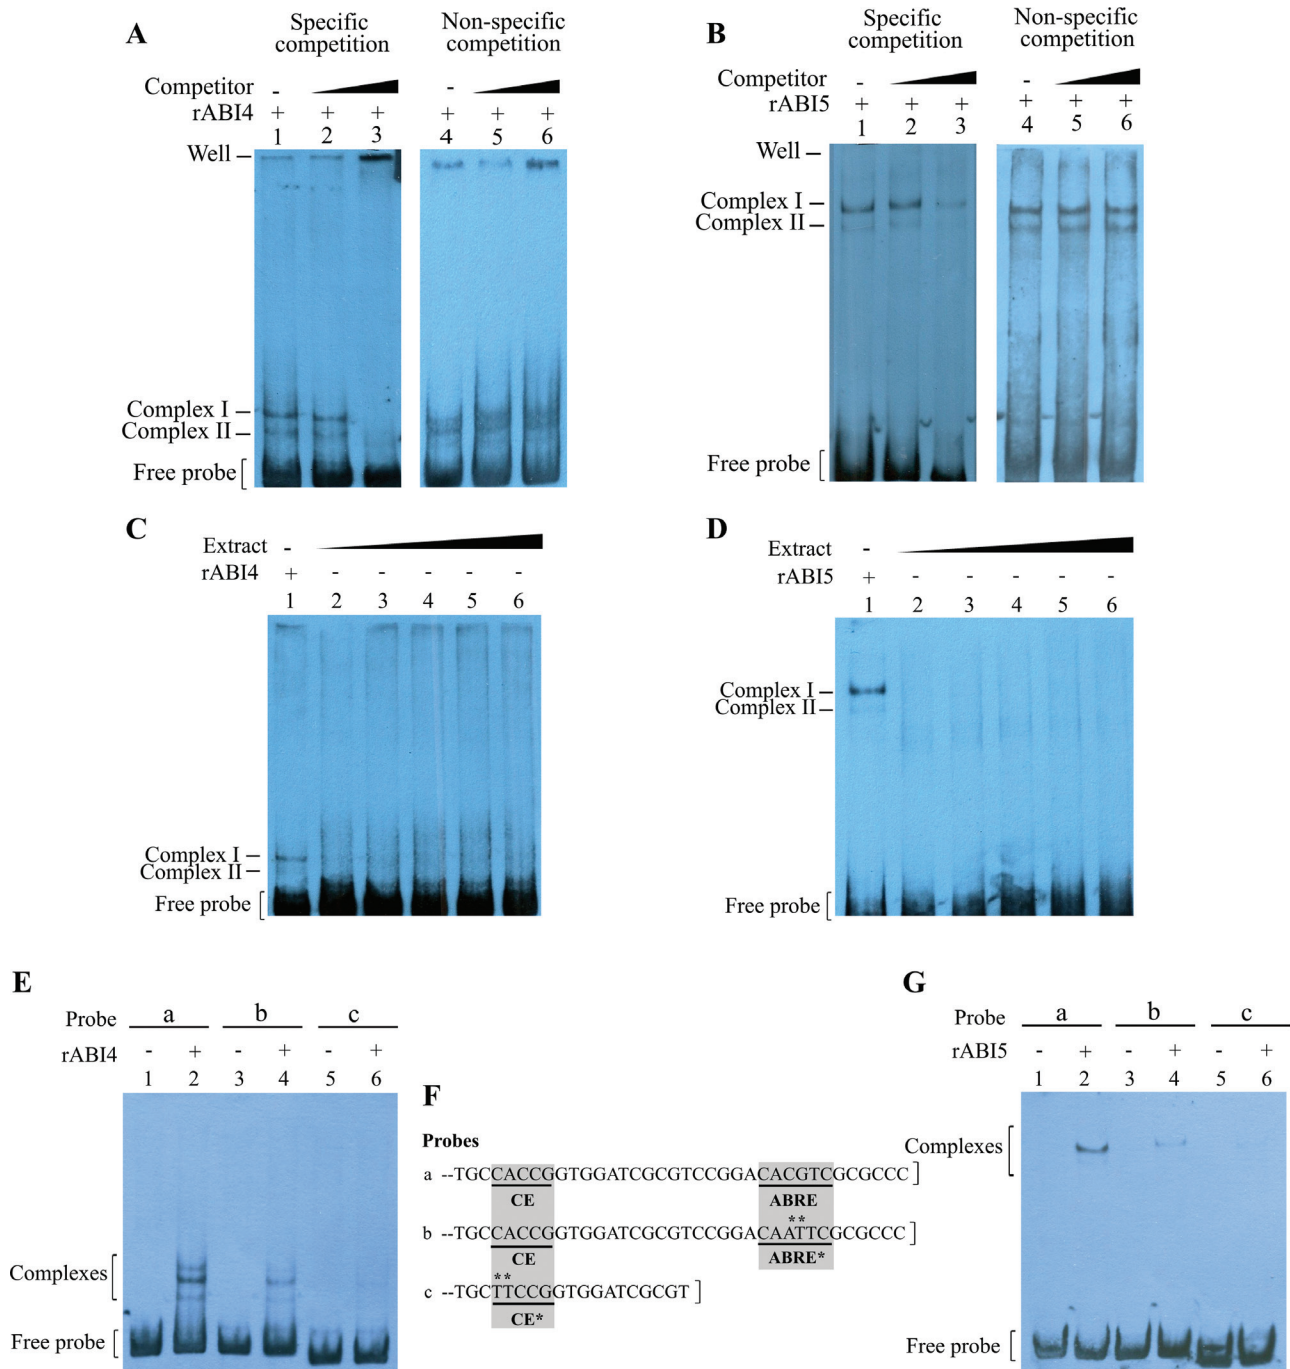 A
Specific competition
Non-specific competition
Competitor - -
rABI4 + + + + + +
1 2 3 4 5 6
Well
Complex I
Complex II
Free probe
B
Specific competition
Non-specific competition
Competitor - -
rABI5 + + + + + +
1 2 3 4 5 6
Well
Complex I
Complex II
Free probe
C
Extract -
rABI4 + - - - - -
1 2 3 4 5 6
Complex I
Complex II
Free probe
D
Extract -
rABI5 + - - - - -
1 2 3 4 5 6
Complex I
Complex II
Free probe
E
Probe a b c
rABI4 - + - + - +
1 2 3 4 5 6
Complexes
Free probe
F
Probes
a --TGCCACCGGTGGATCGCGTCCGGACACGTCGCGCCC
CE ABRE
**
b --TGCCACCGGTGGATCGCGTCCGGACAATTCGCGCCC
CE ABRE*
**
c --TGCTTCCGGTGGATCGCGT
CE*
G
Probe a b c
rABI5 - + - + - +
1 2 3 4 5 6
Complexes
Free probe